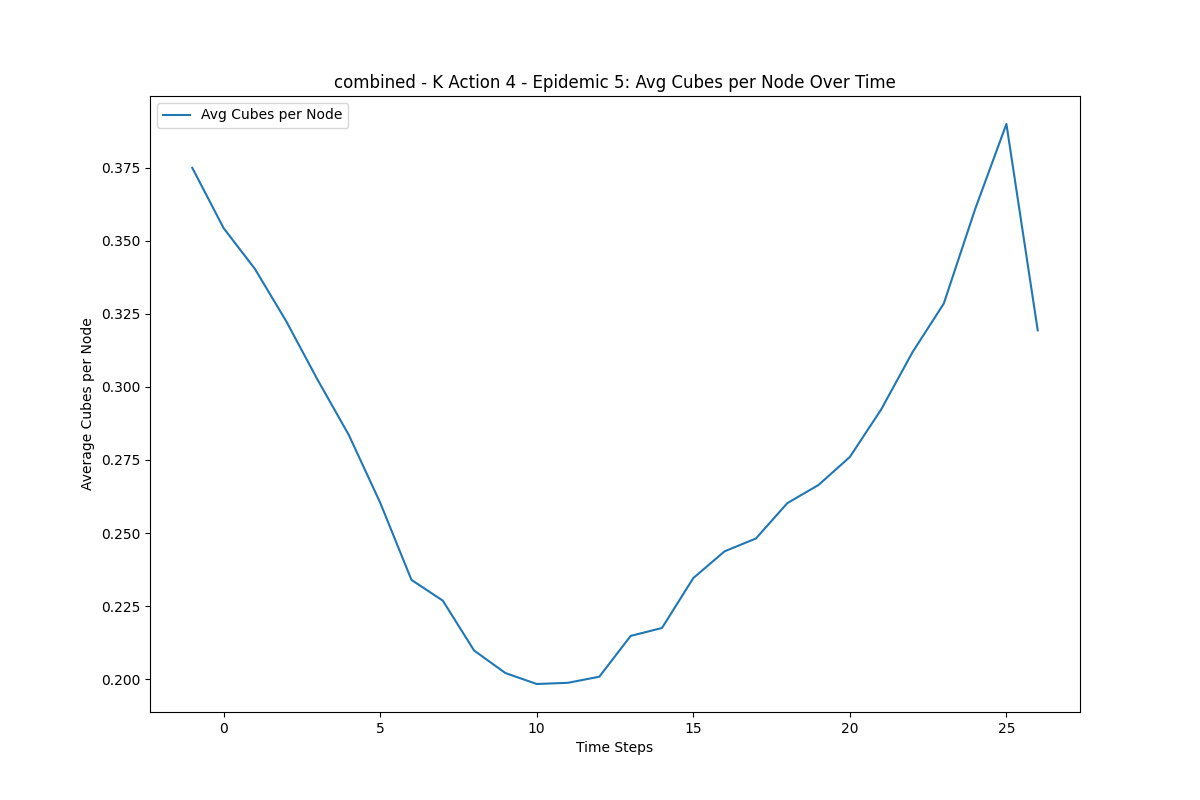 combined - K Action 4 - Epidemic 5: Avg Cubes per Node Over Time
Avg Cubes per Node
Average Cubes per Node
0.375
0.350
0.325
0.300
0.275
0.250
0.225
0.200
0 5 10 15 20 25
Time Steps